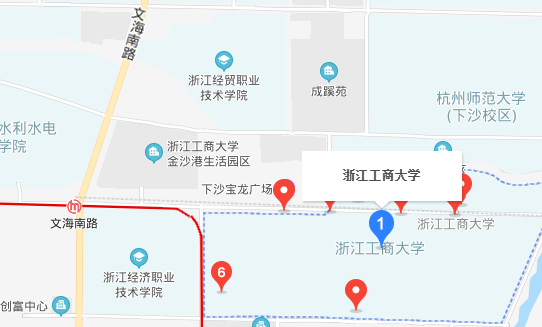 文海南路
浙江经贸职业
技术学院
成蹊苑
杭州师范大学
(下沙校区)
水利水电
学院
浙江工商大学
金沙港生活园区
浙江工商大学
下沙宝龙广场
文海南路
1
浙江工商大学
浙江工商大学
浙江经济职业
技术学院
6
创富中心